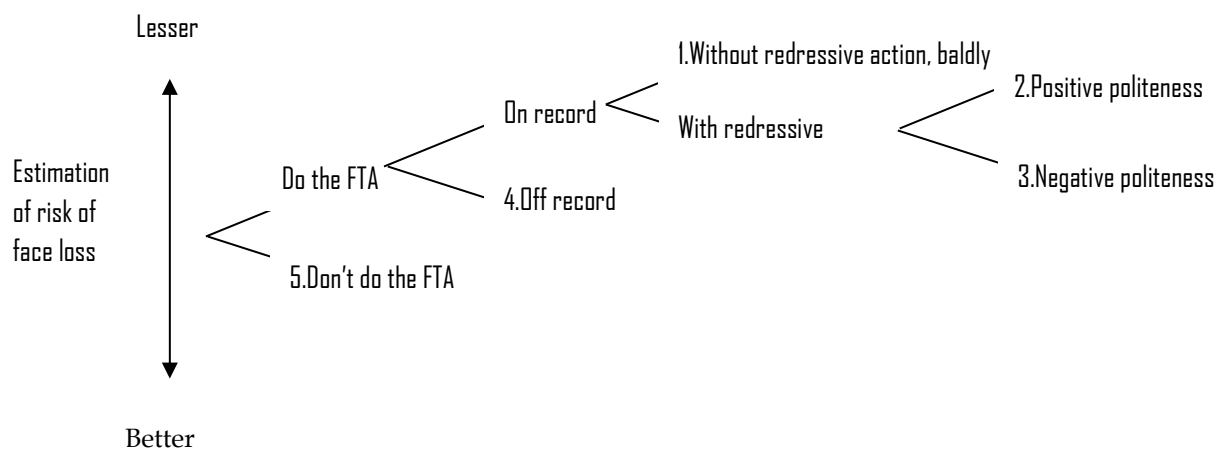 Lesser
1.Without redressive action, baldly
2.Positive politeness
On record
With redressive
Estimation
of risk of
face loss
Do the FTA
3.Negative politeness
4.Off record
5.Don't do the FTA
Better